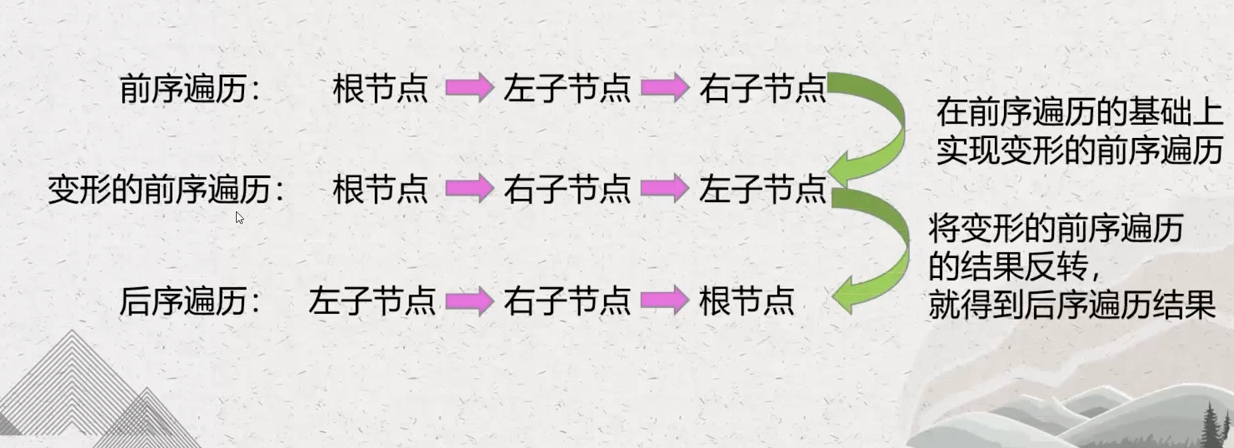 前序遍历： 根节点 左子节点 右子节点
在前序遍历的基础上
实现变形的前序遍历
变形的前序遍历： 根节点 右子节点 左子节点
将变形的前序遍历
的结果反转，
就得到后序遍历结果
后序遍历： 左子节点 右子节点 根节点